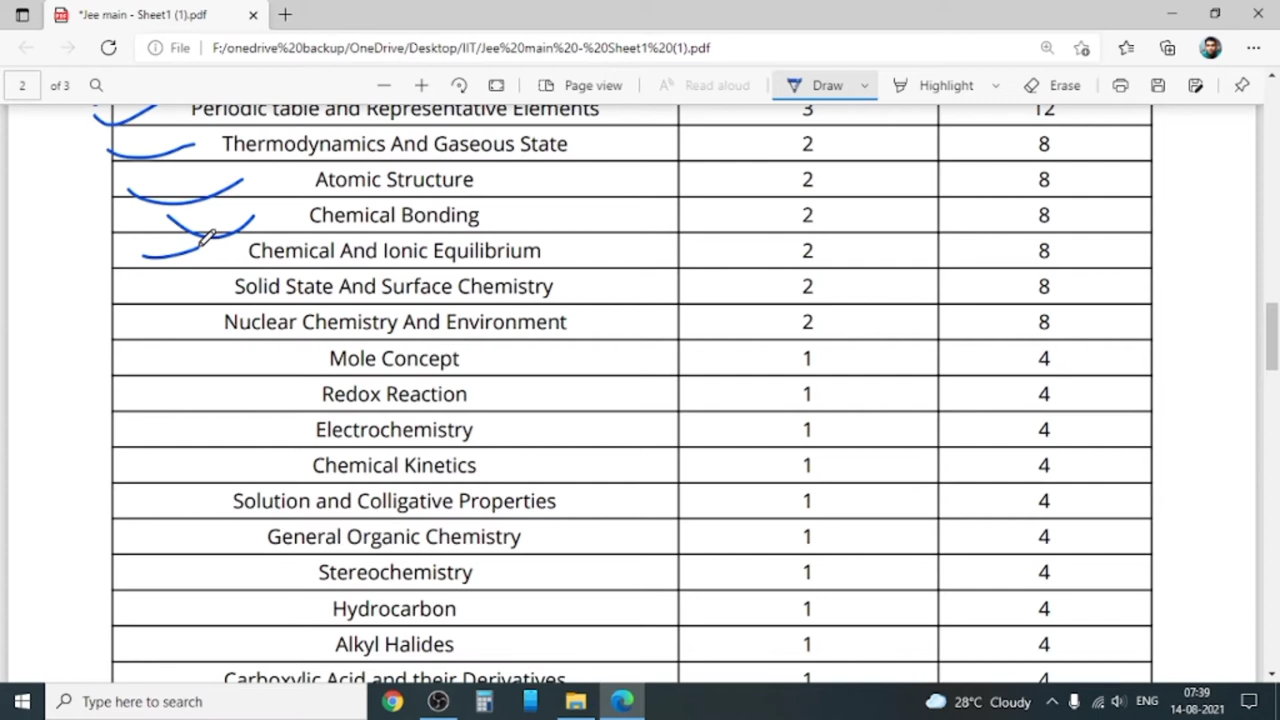 *Jee main - Sheet1 (1).pdf
File F:/onedrive%20backup/OneDrive/Desktop/IIT/Jee%20main%20-%20Sheet1%20(1).pdf
2 of 3 Page view Read aloud Draw Highlight Erase
Periodic table and Representative Elements 3 12
Thermodynamics And Gaseous State 2 8
Atomic Structure 2 8
Chemical Bonding 2 8
Chemical And Ionic Equilibrium 2 8
Solid State And Surface Chemistry 2 8
Nuclear Chemistry And Environment 2 8
Mole Concept 1 4
Redox Reaction 1 4
Electrochemistry 1 4
Chemical Kinetics 1 4
Solution and Colligative Properties 1 4
General Organic Chemistry 1 4
Stereochemistry 1 4
Hydrocarbon 1 4
Alkyl Halides 1 4
Carboxylic Acid and their Derivatives 1 4
Type here to search 28°C Cloudy ENG 07:39
14-08-2021